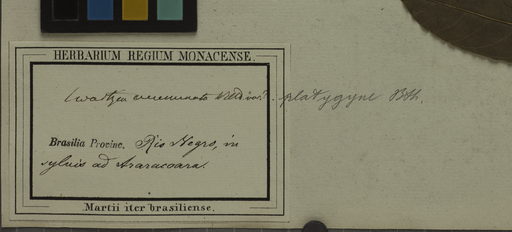 HERBARIUM REGIUM MONACENSE.
Swartzia acuminata Willd. var. : platygyne Bth.
Brasilia Provinc. Rio Negro, in
sylvis ad Araracoara.
Martii iter brasiliense.